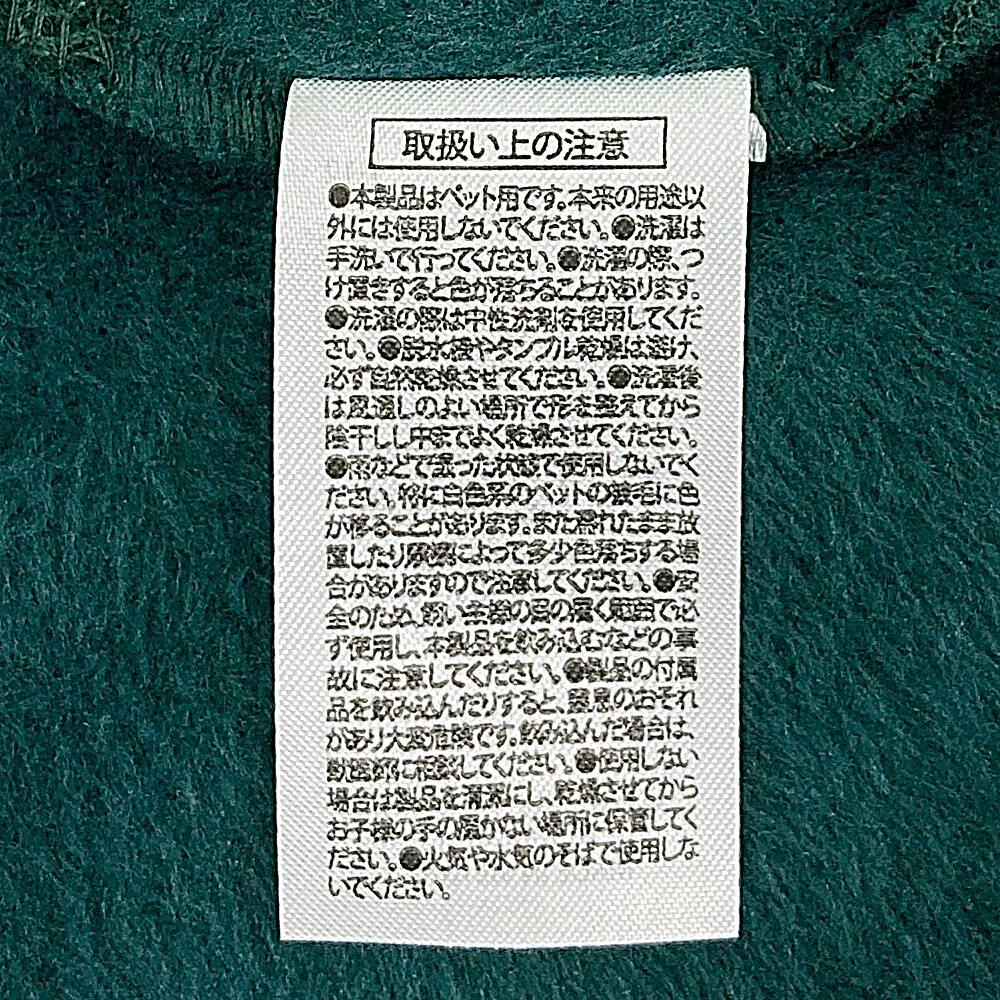 取扱い上の注意
●本製品はペット用です。本来の用途以
外には使用しないでください。●洗濯は
手洗いで行ってください。●洗濯の際、つ
け置きすると色が落ちることがあります。
●洗濯の際は中性洗剤を使用してくだ
さい。●脱水機やタンブル乾燥は避け、
必ず自然乾燥させてください。●洗濯後
は風通しのよい場所で形を整えてから
陰干しし中までよく乾燥させてください。
●雨などで湿った状態で使用しないでく
ださい。特に白色系のペットの被毛に色
が移ることがあります。また濡れたまま放
置したり摩擦によって多少色落ちする場
合がありますので注意してください。●安
全のため、飼い主様の目の届く範囲で必
ず使用し、本製品を飲み込むなどの事
故に注意してください。●製品の付属
品を飲み込んだりすると、窒息のおそれ
があり大変危険です。飲み込んだ場合は、
獣医師に相談してください。●使用しない
場合は製品を清潔にし、乾燥させてから
お子様の手の届かない場所に保管してく
ださい。●火気や水気のそばで使用しな
いでください。